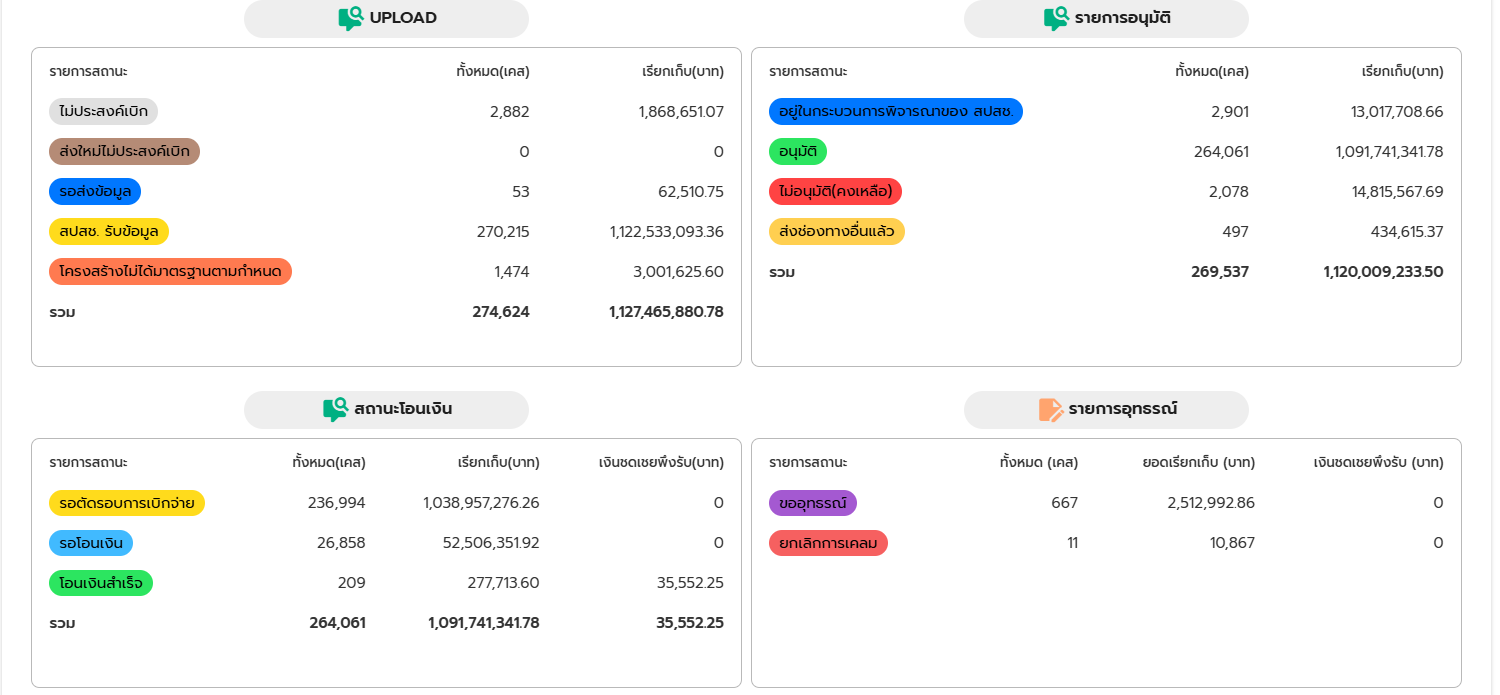 UPLOAD
รายการสถานะ ทั้งหมด(เคส) เรียกเก็บ(บาท)
ไม่ประสงค์เบิก 2,882 1,868,651.07
ส่งใหม่ไม่ประสงค์เบิก 0 0
รอส่งข้อมูล 53 62,510.75
สปสช. รับข้อมูล 270,215 1,122,533,093.36
โครงสร้างไม่ได้มาตรฐานตามกำหนด 1,474 3,001,625.60
รวม 274,624 1,127,465,880.78
รายการอนุมัติ
รายการสถานะ ทั้งหมด(เคส) เรียกเก็บ(บาท)
อยู่ในกระบวนการพิจารณาของ สปสช. 2,901 13,017,708.66
อนุมัติ 264,061 1,091,741,341.78
ไม่อนุมัติ(คงเหลือ) 2,078 14,815,567.69
ส่งช่องทางอื่นแล้ว 497 434,615.37
รวม 269,537 1,120,009,233.50
สถานะโอนเงิน
รายการสถานะ ทั้งหมด(เคส) เรียกเก็บ(บาท) เงินชดเชยพึงรับ(บาท)
รอตัดรอบการเบิกจ่าย 236,994 1,038,957,276.26 0
รอโอนเงิน 26,858 52,506,351.92 0
โอนเงินสำเร็จ 209 277,713.60 35,552.25
รวม 264,061 1,091,741,341.78 35,552.25
รายการอุทธรณ์
รายการสถานะ ทั้งหมด (เคส) ยอดเรียกเก็บ (บาท) เงินชดเชยพึงรับ (บาท)
ขออุทธรณ์ 667 2,512,992.86 0
ยกเลิกการเคลม 11 10,867 0